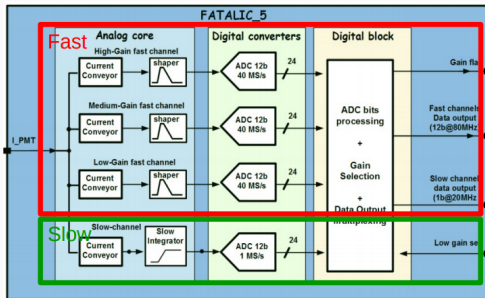 FATALIC_5
Analog core
Digital converters
Digital block
Fast
High-Gain fast channel
Current Conveyor
shaper
ADC 12b
40 MS/s
24
Gain fla
Medium-Gain fast channel
Current Conveyor
shaper
ADC 12b
40 MS/s
24
ADC bits
processing
+
Gain
Selection
+
Data Output
Fast channel
Data output
(12b@80MHz
I_PMT
Low-Gain fast channel
Current Conveyor
shaper
ADC 12b
40 MS/s
24
Slow channel
data output
(1b@20MHz
Slow
Slow-channel
Current Conveyor
Slow Integrator
ADC 12b
1 MS/s
24
multiplexing
Low gain se